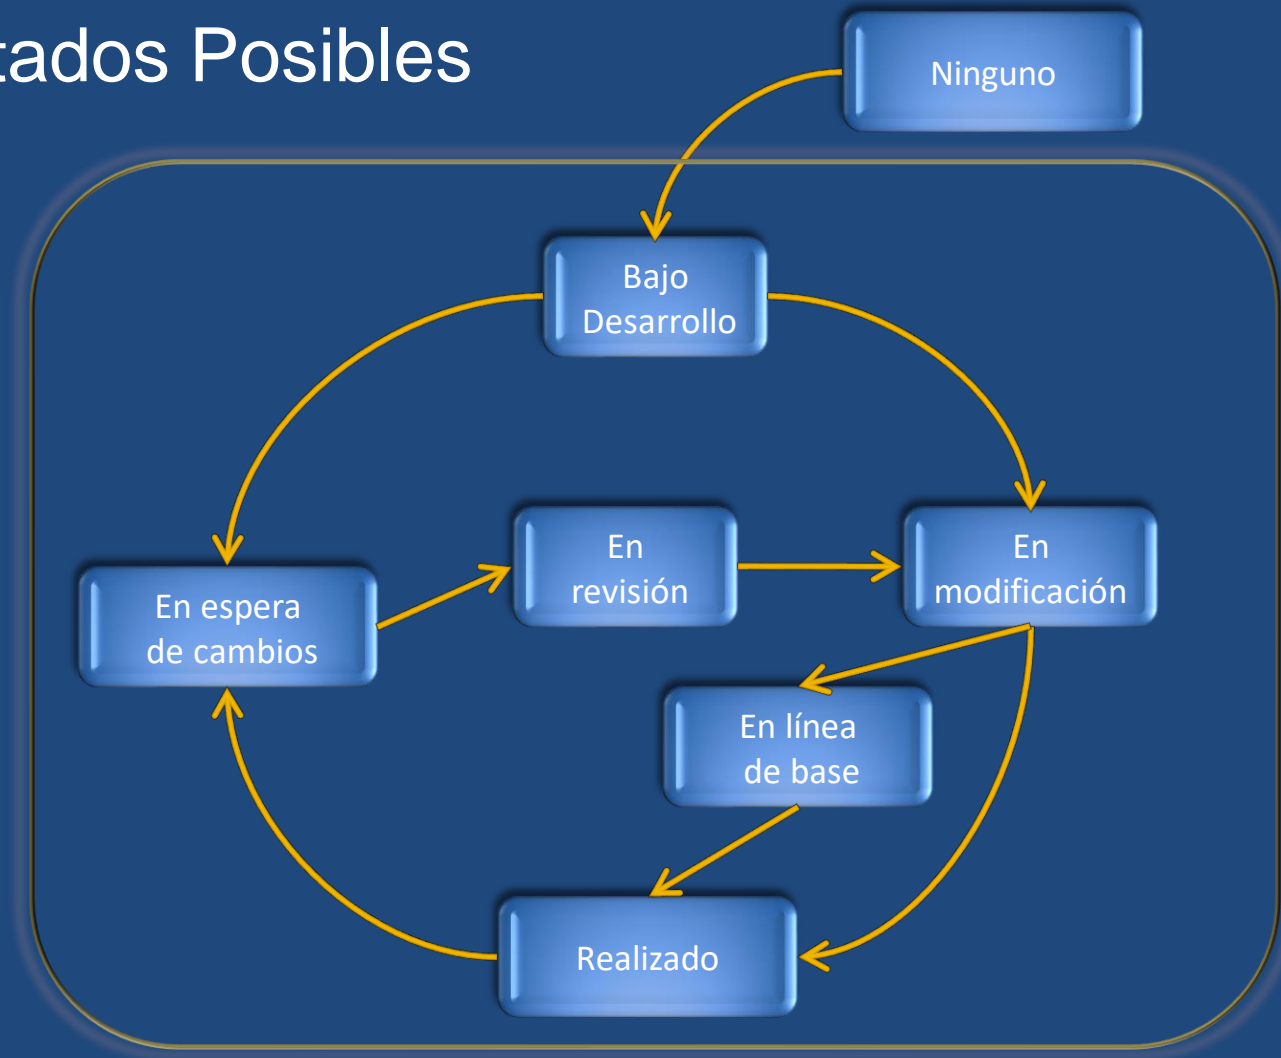 tados Posibles
Ninguno
Bajo
Desarrollo
En
revisión
En
modificación
En espera
de cambios
En línea
de base
Realizado